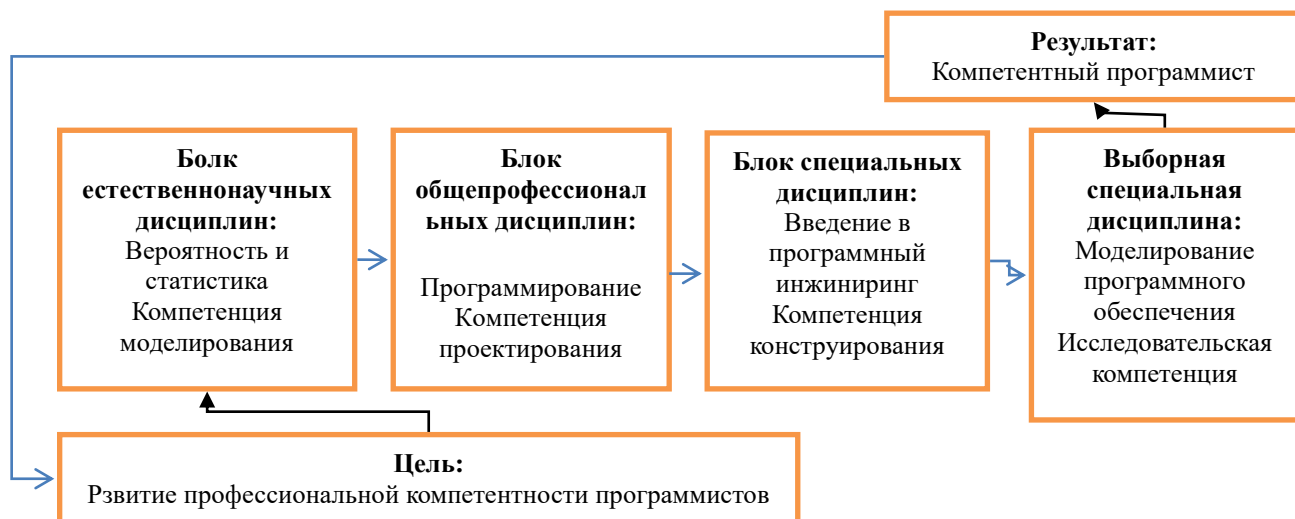 Результат:
Компетентный программист
Болк
естественнонаучных
дисциплин:
Вероятность и
статистика
Компетенция
моделирования
Блок
общепрофессионал
ьных дисциплин:
Программирование
Компетенция
проектирования
Блок специальных
дисциплин:
Введение в
программный
инжиниринг
Компетенция
конструирования
Выборная
специальная
дисциплина:
Моделирование
программного
обеспечения
Исследовательская
компетенция
Цель:
Рзвитие профессиональной компетентности программистов